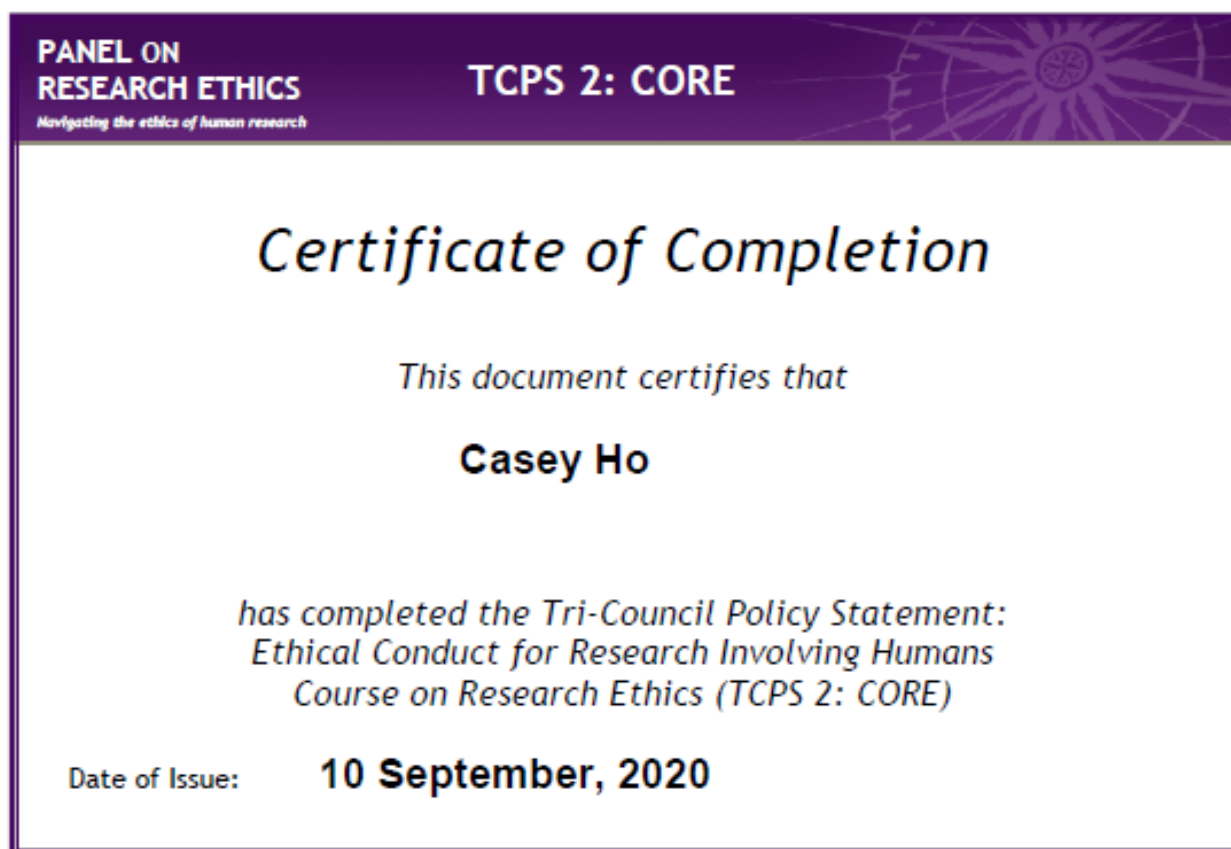 PANEL ON
RESEARCH ETHICS
Navigating the ethics of human research
TCPS 2: CORE
Certificate of Completion
This document certifies that
Casey Ho
has completed the Tri-Council Policy Statement:
Ethical Conduct for Research Involving Humans
Course on Research Ethics (TCPS 2: CORE)
Date of Issue: 10 September, 2020